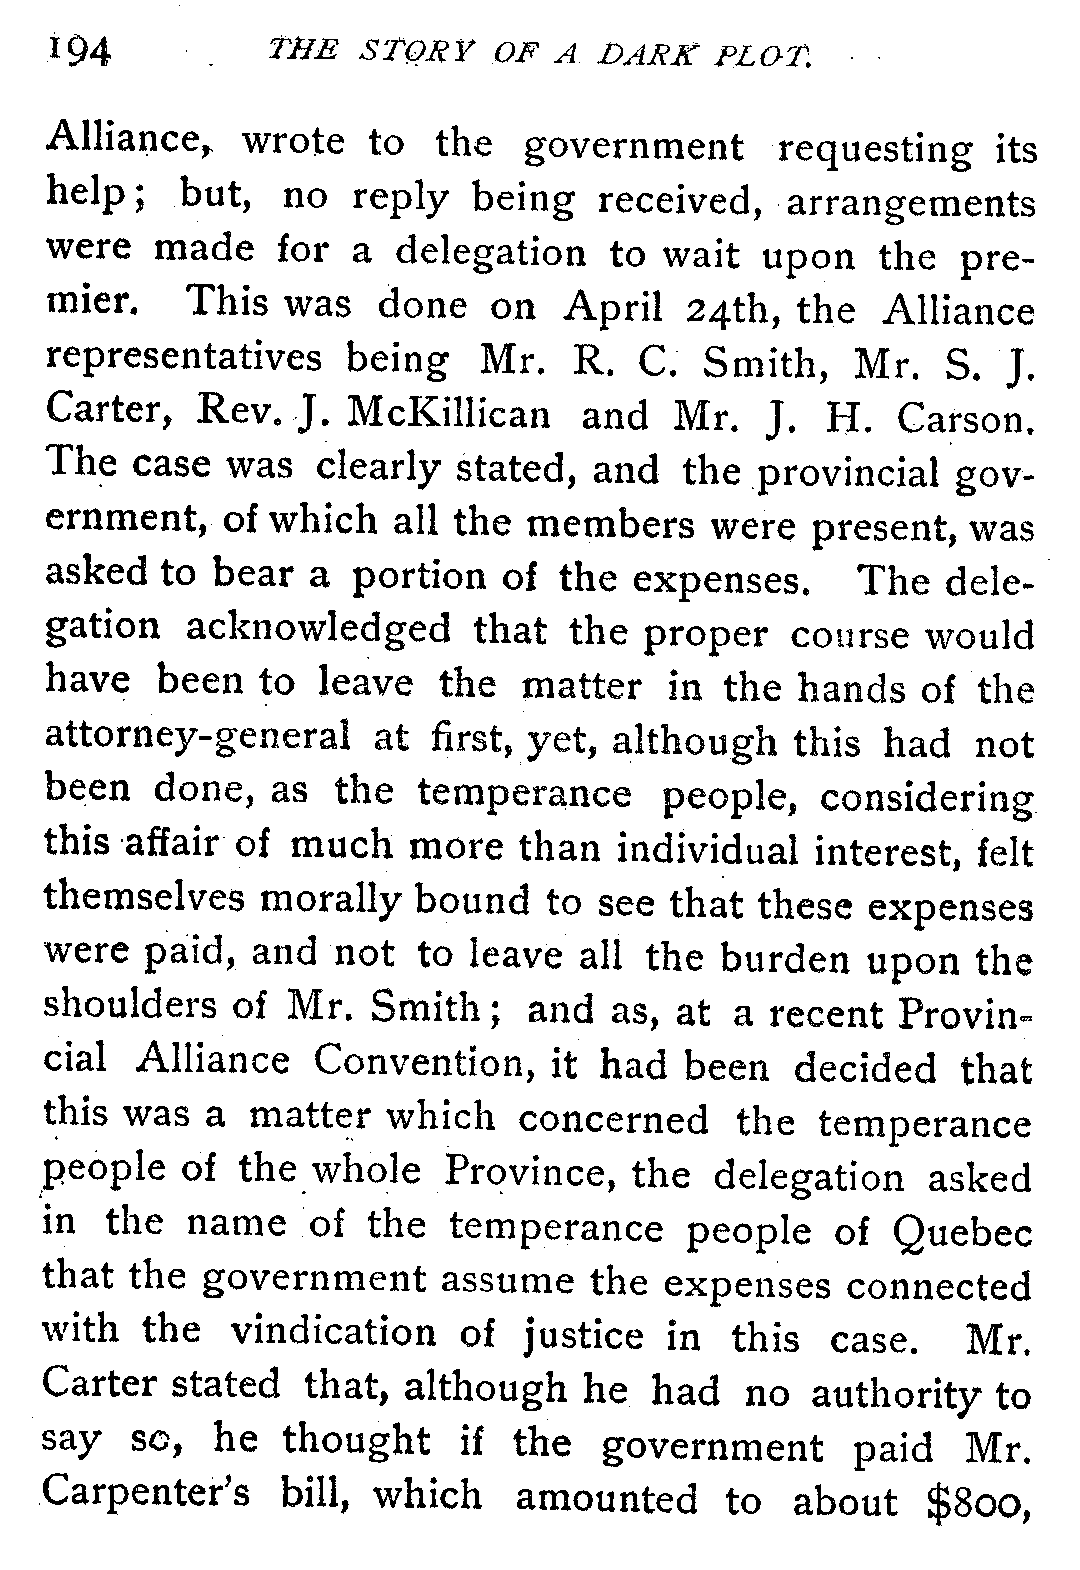 194 THE STORY OF A DARK PLOT.
Alliance, wrote to the government requesting its
help; but, no reply being received, arrangements
were made for a delegation to wait upon the pre-
mier. This was done on April 24th, the Alliance
representatives being Mr. R. C. Smith, Mr. S. J.
Carter, Rev. J. McKillican and Mr. J. H. Carson.
The case was clearly stated, and the provincial gov-
ernment, of which all the members were present, was
asked to bear a portion of the expenses. The dele-
gation acknowledged that the proper course would
have been to leave the matter in the hands of the
attorney-general at first, yet, although this had not
been done, as the temperance people, considering
this affair of much more than individual interest, felt
themselves morally bound to see that these expenses
were paid, and not to leave all the burden upon the
shoulders of Mr. Smith; and as, at a recent Provin-
cial Alliance Convention, it had been decided that
this was a matter which concerned the temperance
people of the whole Province, the delegation asked
in the name of the temperance people of Quebec
that the government assume the expenses connected
with the vindication of justice in this case. Mr.
Carter stated that, although he had no authority to
say so, he thought if the government paid Mr.
Carpenter's bill, which amounted to about $800,